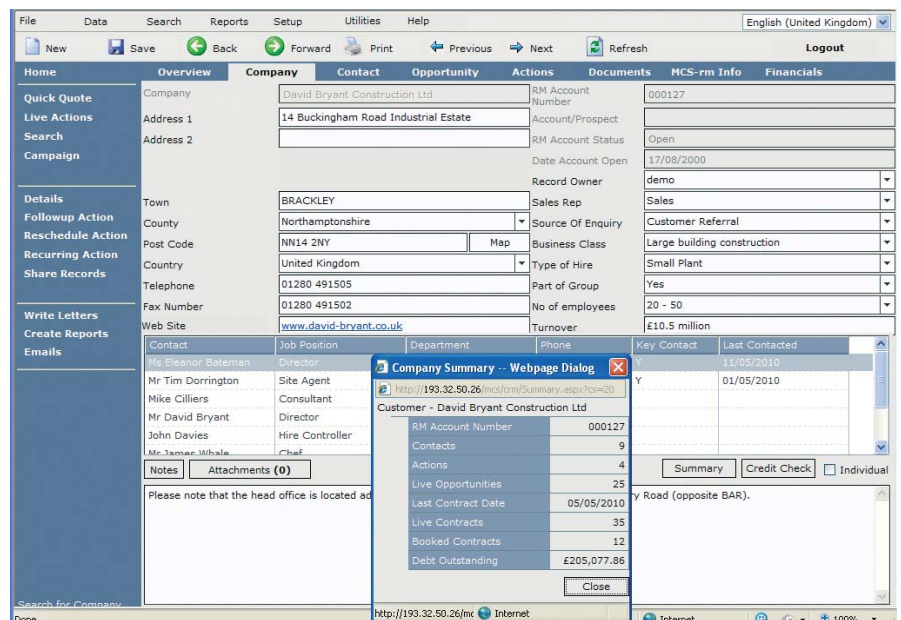 File Data Search Reports Setup Utilities Help English (United Kingdom)
New Save Back Forward Print Previous Next Refresh Logout
Home Overview Company Contact Opportunity Actions Documents MCS-rm Info Financials
Quick Quote
Live Actions
Search
Campaign
Details
Followup Action
Reschedule Action
Recurring Action
Share Records
Write Letters
Create Reports
Emails
Search for Company
Company David Bryant Construction Ltd
Address 1 14 Buckingham Road Industrial Estate
Address 2
Town BRACKLEY
County Northamptonshire
Post Code NN14 2NY Map
Country United Kingdom
Telephone 01280 491505
Fax Number 01280 491502
Web Site www.david-bryant.co.uk
RM Account Number 000127
Account/Prospect
RM Account Status Open
Date Account Open 17/08/2000
Record Owner demo
Sales Rep Sales
Source Of Enquiry Customer Referral
Business Class Large building construction
Type of Hire Small Plant
Part of Group Yes
No of employees 20 - 50
Turnover £10.5 million
Contact Job Position Department Phone Key Contact Last Contacted
Ms Eleanor Bateman Director Y 11/05/2010
Mr Tim Dorrington Site Agent Y 01/05/2010
Mike Cilliers Consultant
Mr David Bryant Director
John Davies Hire Controller
Mr James Whale Chef
Notes Attachments (0) Summary Credit Check Individual
Please note that the head office is located ad
y Road (opposite BAR).
Company Summary -- Webpage Dialog
http://193.32.50.26/mcs/crm/Summary.aspx?cs=20
Customer - David Bryant Construction Ltd
RM Account Number 000127
Contacts 9
Actions 4
Live Opportunities 25
Last Contract Date 05/05/2010
Live Contracts 35
Booked Contracts 12
Debt Outstanding £205,077.86
Close
http://193.32.50.26/mc Internet
Done Internet 100%